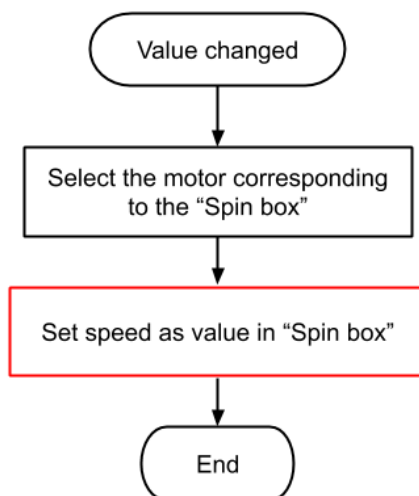 Value changed
Select the motor corresponding
to the “Spin box”
Set speed as value in “Spin box”
End